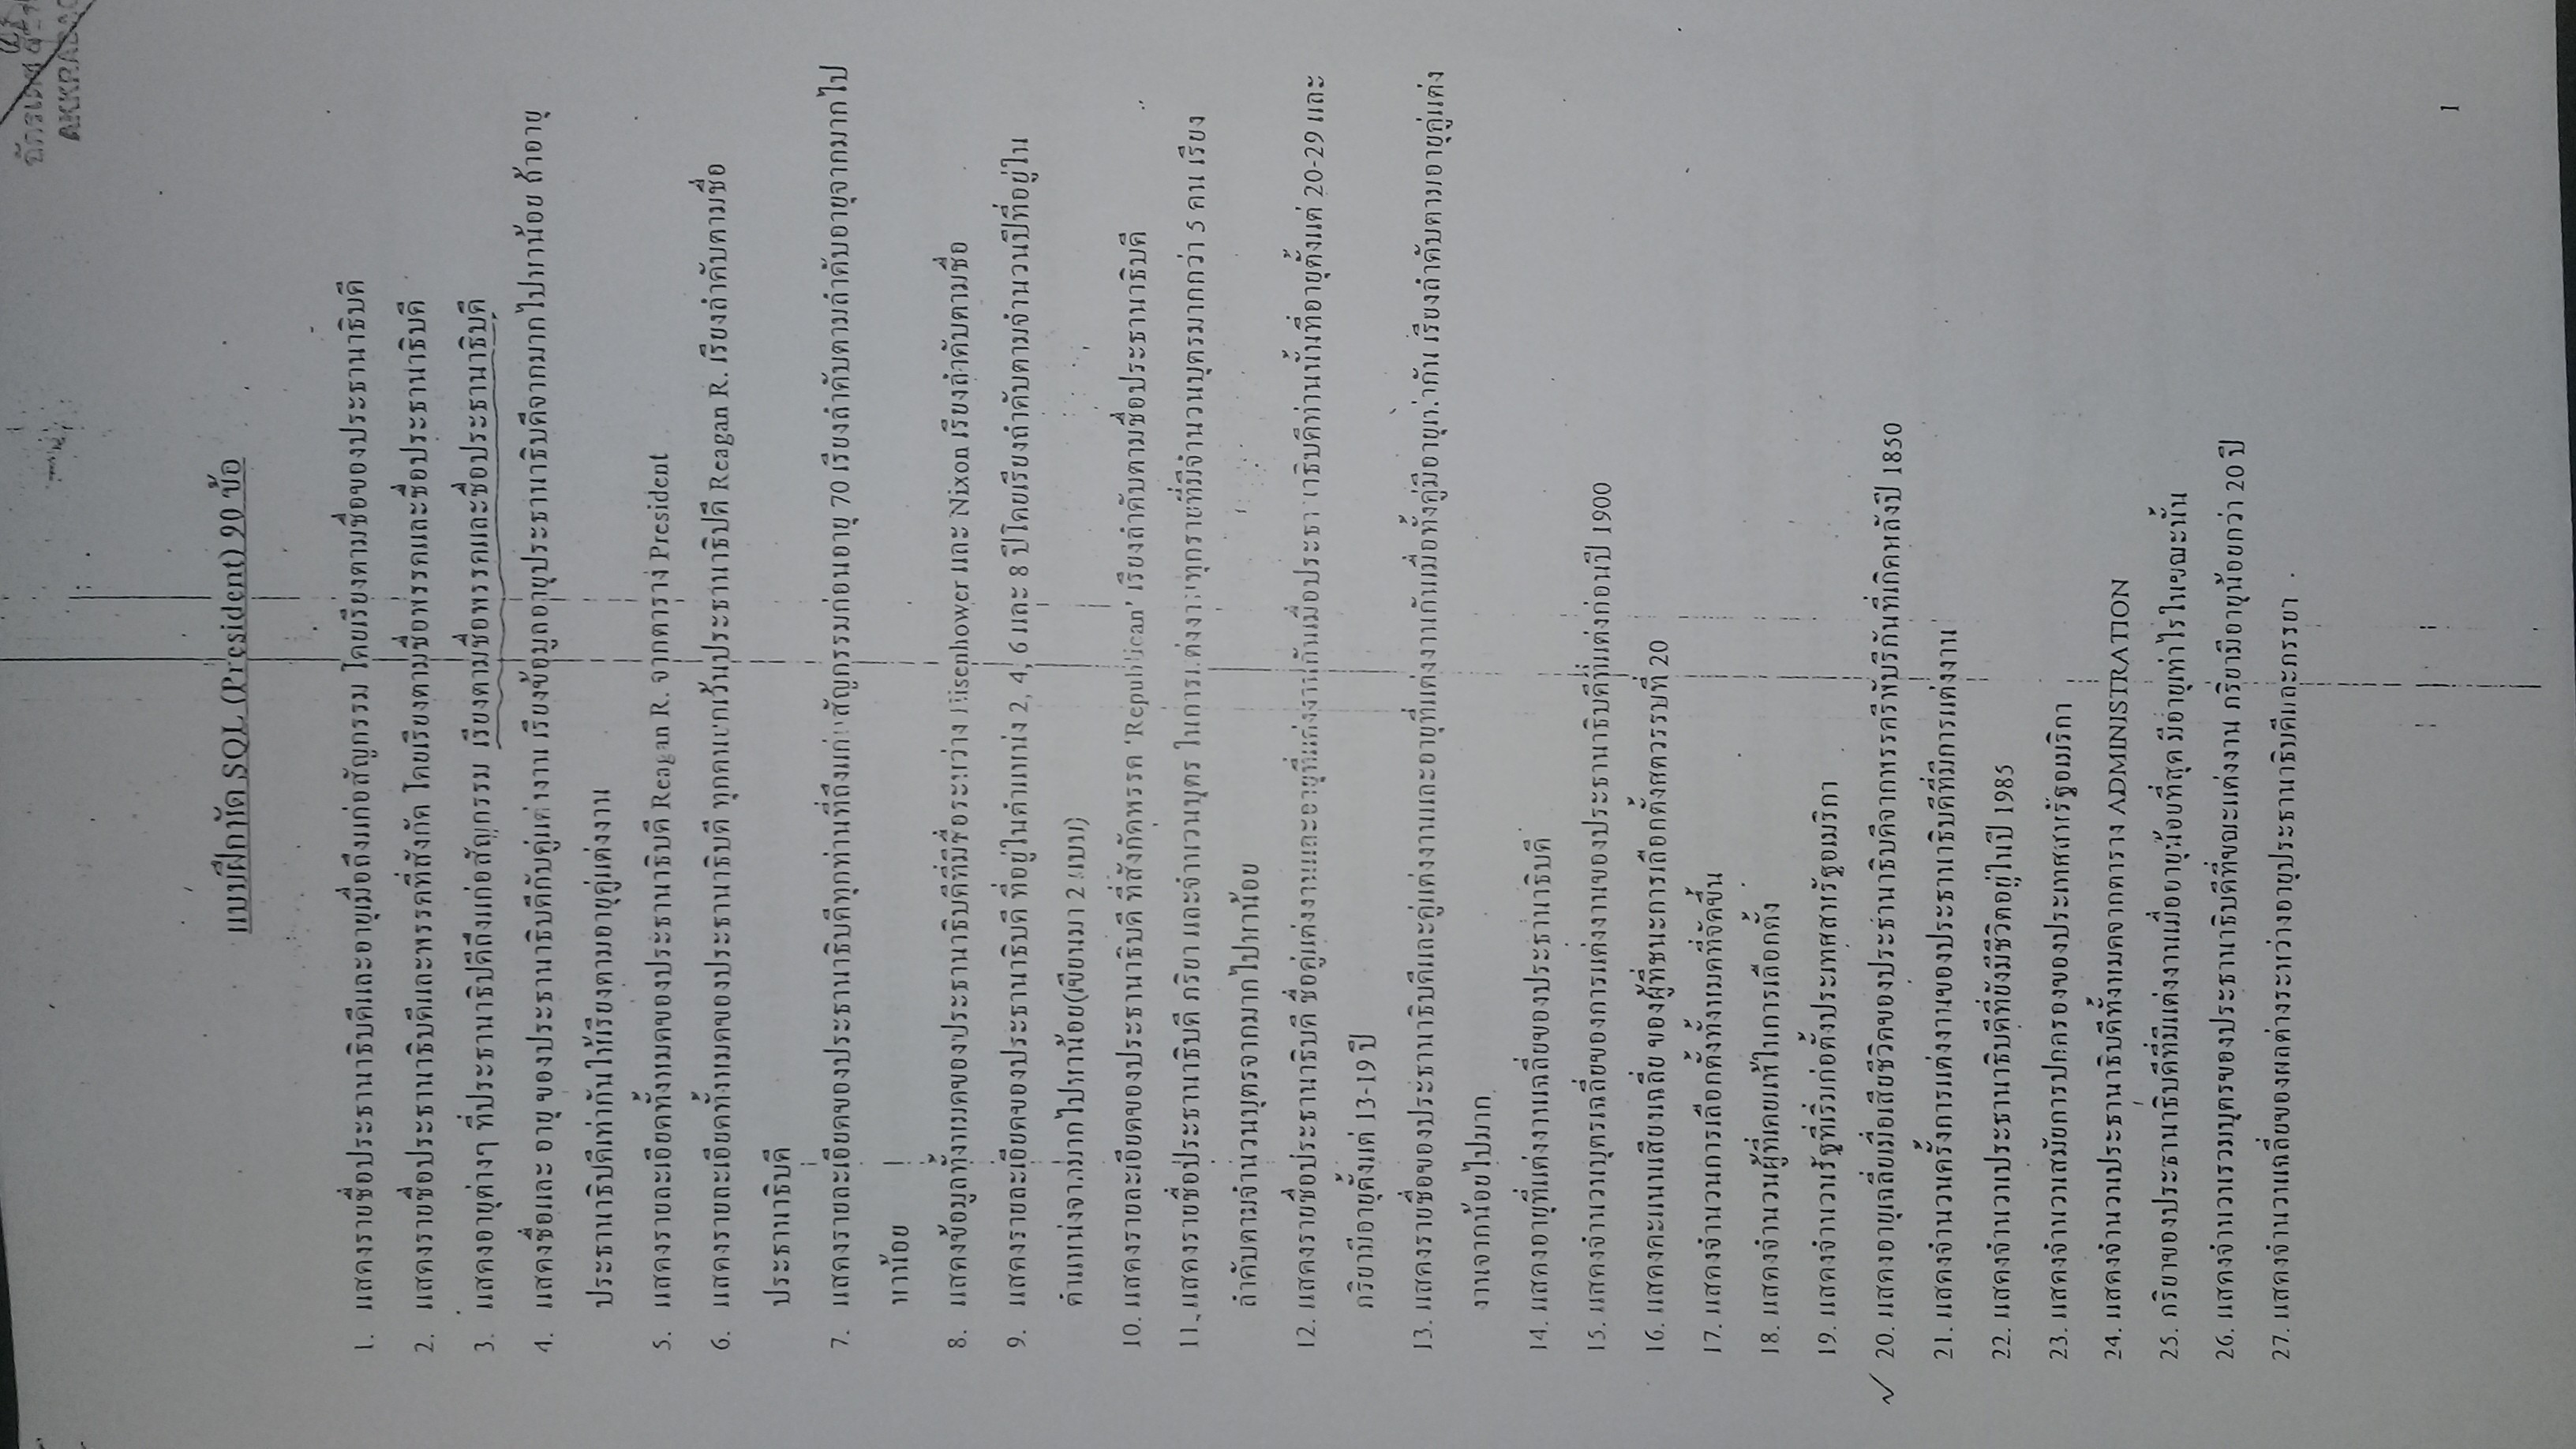 ฉัตรเดช
AKKRADAC
แบบฝึกหัด SQL (President) 90 ข้อ
1. แสดงรายชื่อประธานาธิบดีและอายุเมื่อถึงแก่อสัญกรรม โดยเรียงตามชื่อของประธานาธิบดี
2. แสดงรายชื่อประธานาธิบดีและพรรคที่สังกัด โดยเรียงตามชื่อพรรคและชื่อประธานาธิบดี
3. แสดงอายุต่างๆ ที่ประธานาธิปดีถึงแก่อสัญกรรม เรียงตามชื่อพรรคและชื่อประธานาธิบดี
4. แสดงชื่อและ อายุ ของประธานาธิบดีกับคู่แต่งงาน เรียงข้อมูลอายุประธานาธิบดีจากมากไปหาน้อย ถ้าอายุ
ประธานาธิปดีเท่ากันให้เรียงตามอายุคู่แต่งงาน
5. แสดงรายละเอียดทั้งหมดของประธานาธิบดี Reagan R. จากตาราง President
6. แสดงรายละเอียดทั้งหมดของประธานาธิบดี ทุกคนยกเว้นประธานาธิปดี Reagan R. เรียงลำดับตามชื่อ
ประธานาธิบดี
7. แสดงรายละเอียดของประธานาธิบดีทุกท่านที่ถึงแก่อสัญกรรมก่อนอายุ 70 เรียงลำดับตามลำดับอายุจากมากไป
หาน้อย
8. แสดงข้อมูลทั้งหมดของประธานาธิบดีที่มีชื่อระหว่าง Eisenhower และ Nixon เรียงลำดับตามชื่อ
9. แสดงรายละเอียดของประธานาธิบดี ที่อยู่ในตำแหน่ง 2, 4, 6 และ 8 ปีโดยเรียงลำดับตามจำนวนปีที่อยู่ใน
ตำแหน่งจากมากไปหาน้อย(เขียนมา 2 แบบ)
10. แสดงรายละเอียดของประธานาธิบดี ที่สังกัดพรรค ‘Republican’ เรียงลำดับตามชื่อประธานาธิบดี
11. แสดงรายชื่อประธานาธิบดี ภริยา และจำนวนบุตร ในการแต่งงานทุกรายที่มีจำนวนบุตรมากกว่า 5 คน เรียง
ลำดับตามจำนวนบุตรจากมากไปหาน้อย
12. แสดงรายชื่อประธานาธิบดี ชื่อคู่แต่งงานและอายุที่แต่งงานกันเมื่อประธานาธิบดีท่านนั้นที่อายุตั้งแต่ 20-29 และ
ภริยามีอายุตั้งแต่ 13-19 ปี
13. แสดงรายชื่อของประธานาธิบดีและคู่แต่งงานและอายุที่แต่งงานกันเมื่อทั้งคู่มีอายุเท่ากัน เรียงลำดับตามอายุคู่แต่ง
งานจากน้อยไปมาก
14. แสดงอายุที่แต่งงานเฉลี่ยของประธานาธิบดี
15. แสดงจำนวนบุตรเฉลี่ยของการแต่งงานของประธานาธิบดีที่แต่งก่อนปี 1900
16. แสดงคะแนนเสียงเฉลี่ย ของผู้ที่ชนะการเลือกตั้งศตวรรษที่ 20
17. แสดงจำนวนการเลือกตั้งทั้งหมดที่จัดขึ้น
18. แสดงจำนวนผู้ที่เคยแพ้ในการเลือกตั้ง
19. แสดงจำนวนรัฐที่เริ่มก่อตั้งประเทศสหรัฐอเมริกา
20. แสดงอายุเฉลี่ยเมื่อเสียชีวิตของประธานาธิบดีจากพรรครีพับรีกันที่เกิดหลังปี 1850
21. แสดงจำนวนครั้งการแต่งงานของประธานาธิบดีที่มีการแต่งงาน
22. แสดงจำนวนประธานาธิบดีที่ยังมีชีวิตอยู่ในปี 1985
23. แสดงจำนวนสมัยการปกครองของประเทศสหรัฐอเมริกา
24. แสดงจำนวนประธานาธิบดีทั้งหมดจากตาราง ADMINISTRATION
25. ภริยาของประธานาธิบดีที่มีแต่งงานเมื่ออายุน้อยที่สุด มีอายุเท่าไรในขณะนั้น
26. แสดงจำนวนรวมบุตรของประธานาธิบดีที่ขณะแต่งงาน ภริยามีอายุน้อยกว่า 20 ปี
27. แสดงจำนวนเฉลี่ยของผลต่างระหว่างอายุประธานาธิบดีและภรรยา
1